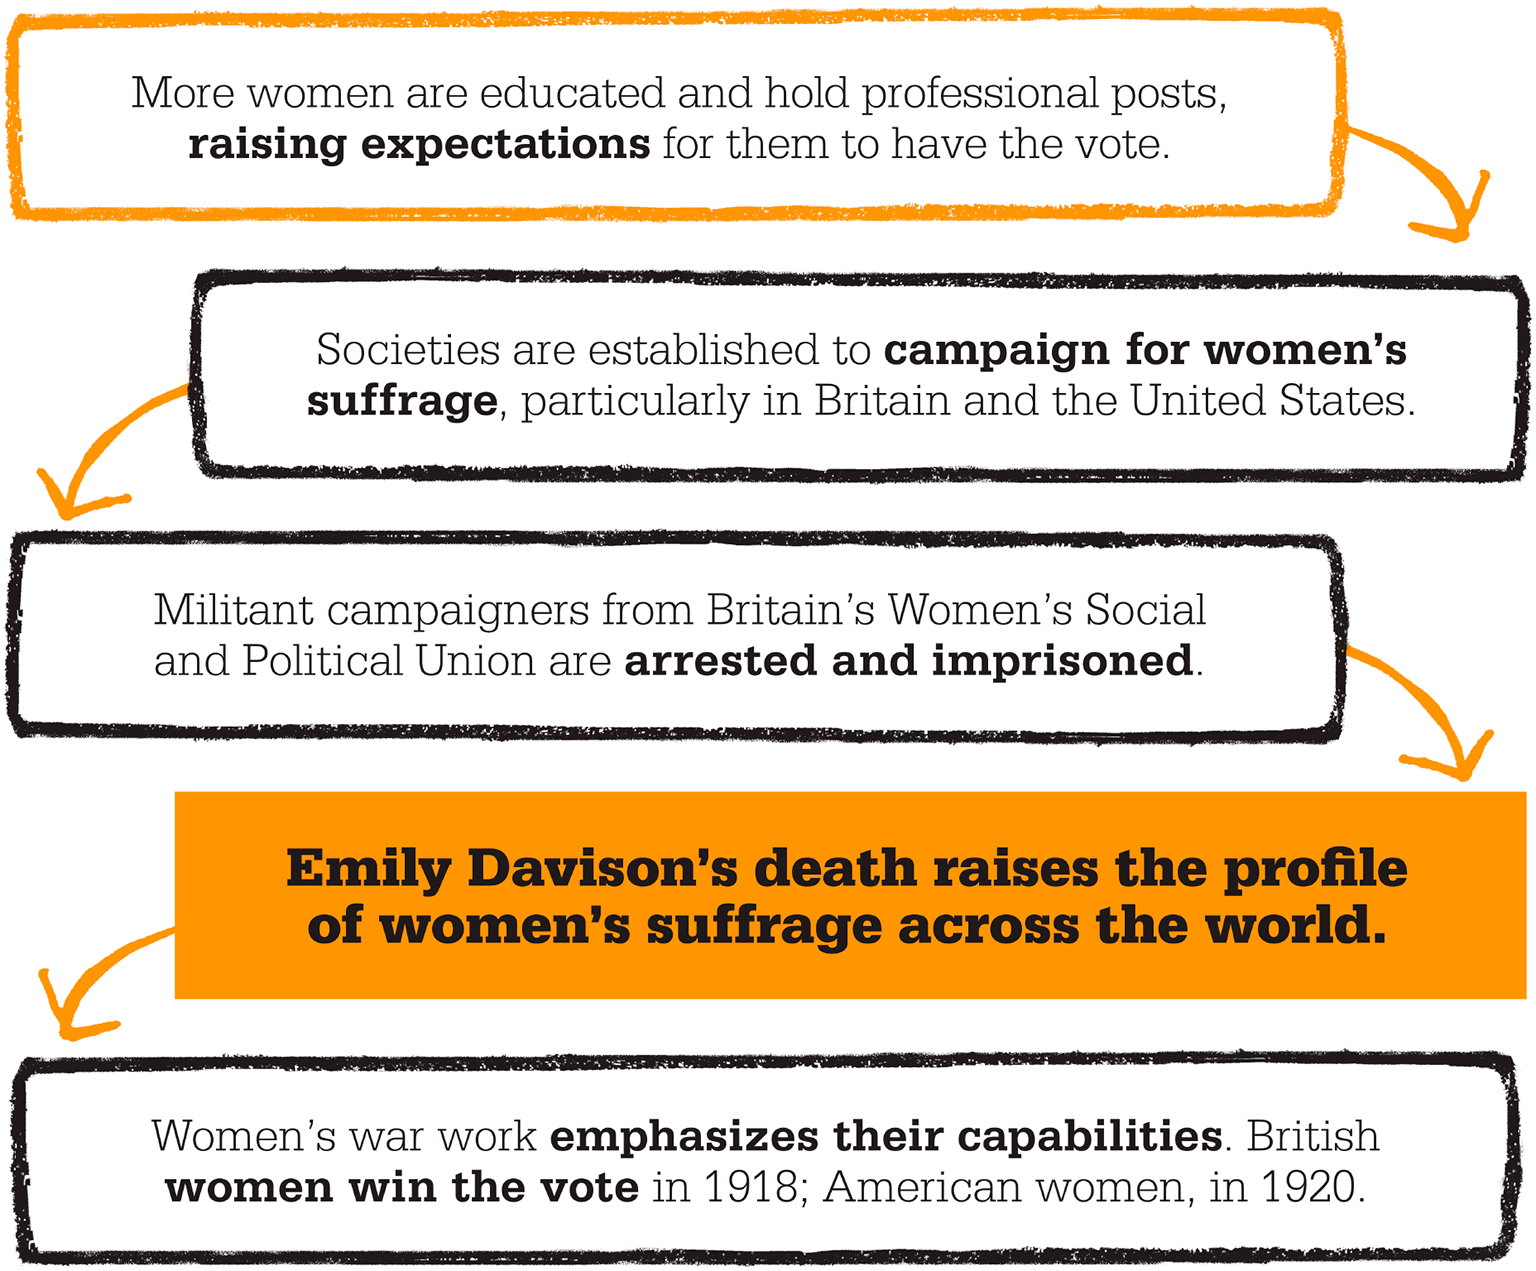 More women are educated and hold professional posts,
raising expectations for them to have the vote.
Societies are established to campaign for women’s
suffrage, particularly in Britain and the United States.
Militant campaigners from Britain’s Women’s Social
and Political Union are arrested and imprisoned.
Emily Davison’s death raises the profile
of women’s suffrage across the world.
Women’s war work emphasizes their capabilities. British
women win the vote in 1918; American women, in 1920.